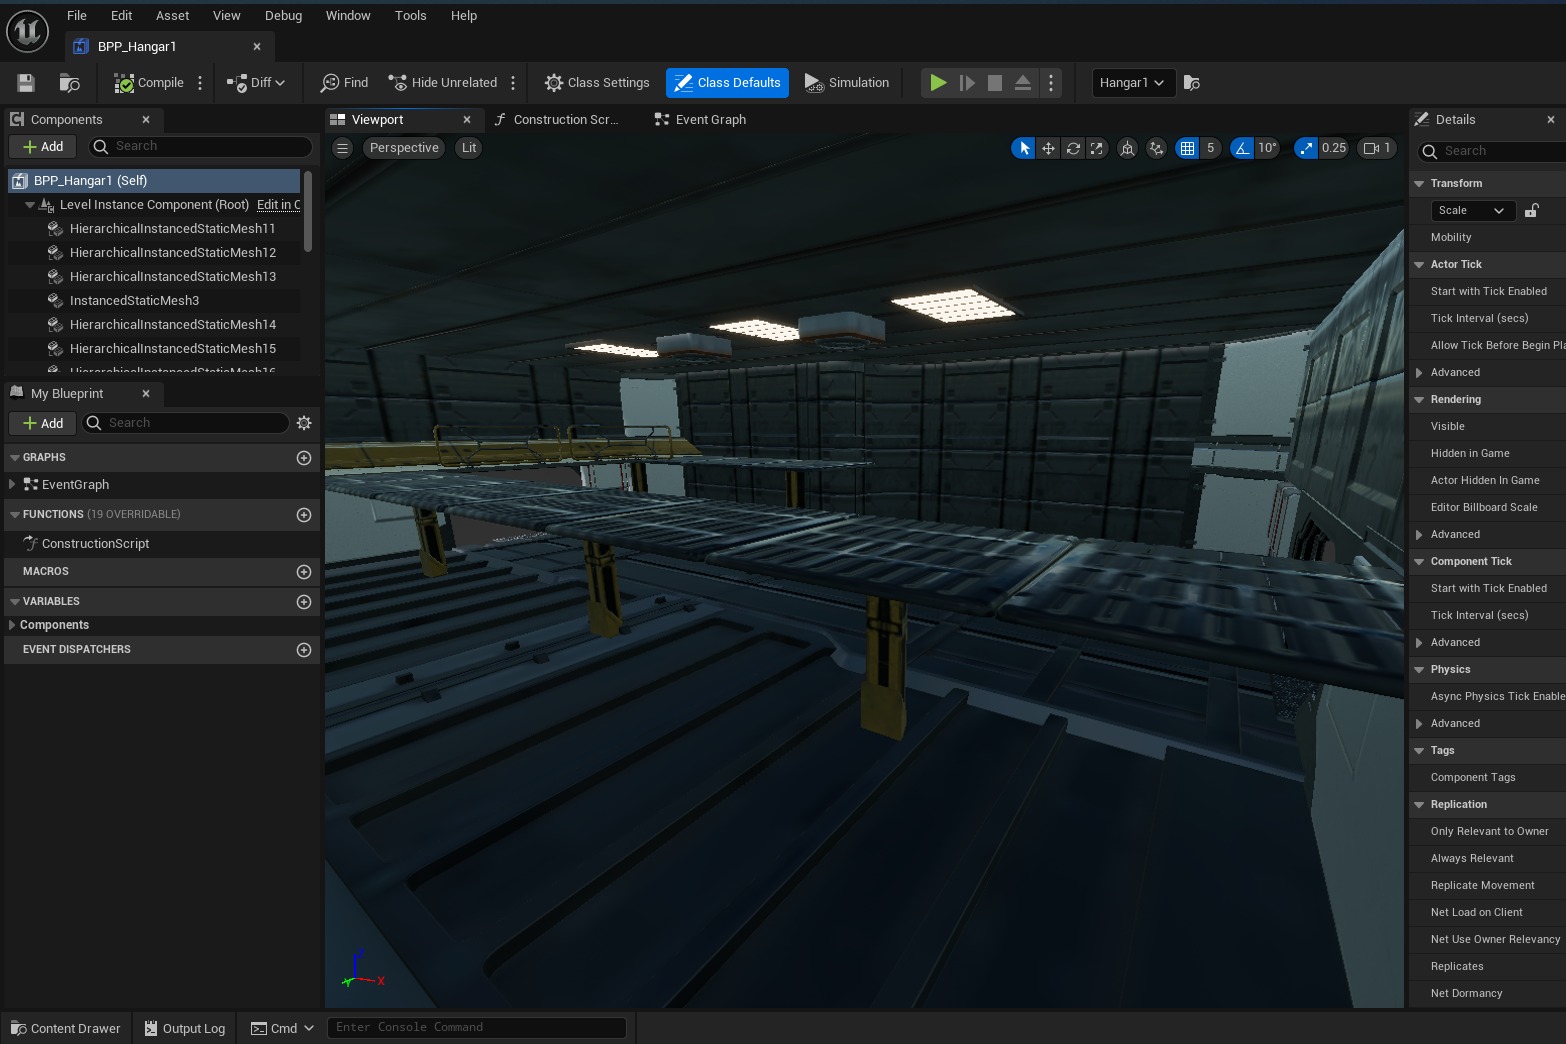 File Edit Asset View Debug Window Tools Help
BPP_Hangar1
Compile Diff Find Hide Unrelated Class Settings Class Defaults Simulation Hangar1
Components
Add Search
BPP_Hangar1 (Self)
Level Instance Component (Root) Edit in C
HierarchicalInstancedStaticMesh11
HierarchicalInstancedStaticMesh12
HierarchicalInstancedStaticMesh13
InstancedStaticMesh3
HierarchicalInstancedStaticMesh14
HierarchicalInstancedStaticMesh15
HierarchicalInstancedStaticMesh16
My Blueprint
Add Search
GRAPHS
EventGraph
FUNCTIONS (19 OVERRIDABLE)
ConstructionScript
MACROS
VARIABLES
Components
EVENT DISPATCHERS
Viewport Construction Scr... Event Graph
Perspective Lit 5 10° 0.25 1
Z
X
Y
Details
Search
Transform
Scale
Mobility
Actor Tick
Start with Tick Enabled
Tick Interval (secs)
Allow Tick Before Begin Pla
Advanced
Rendering
Visible
Hidden in Game
Actor Hidden In Game
Editor Billboard Scale
Advanced
Component Tick
Start with Tick Enabled
Tick Interval (secs)
Advanced
Physics
Async Physics Tick Enable
Advanced
Tags
Component Tags
Replication
Only Relevant to Owner
Always Relevant
Replicate Movement
Net Load on Client
Net Use Owner Relevancy
Replicates
Net Dormancy
Content Drawer Output Log Cmd Enter Console Command